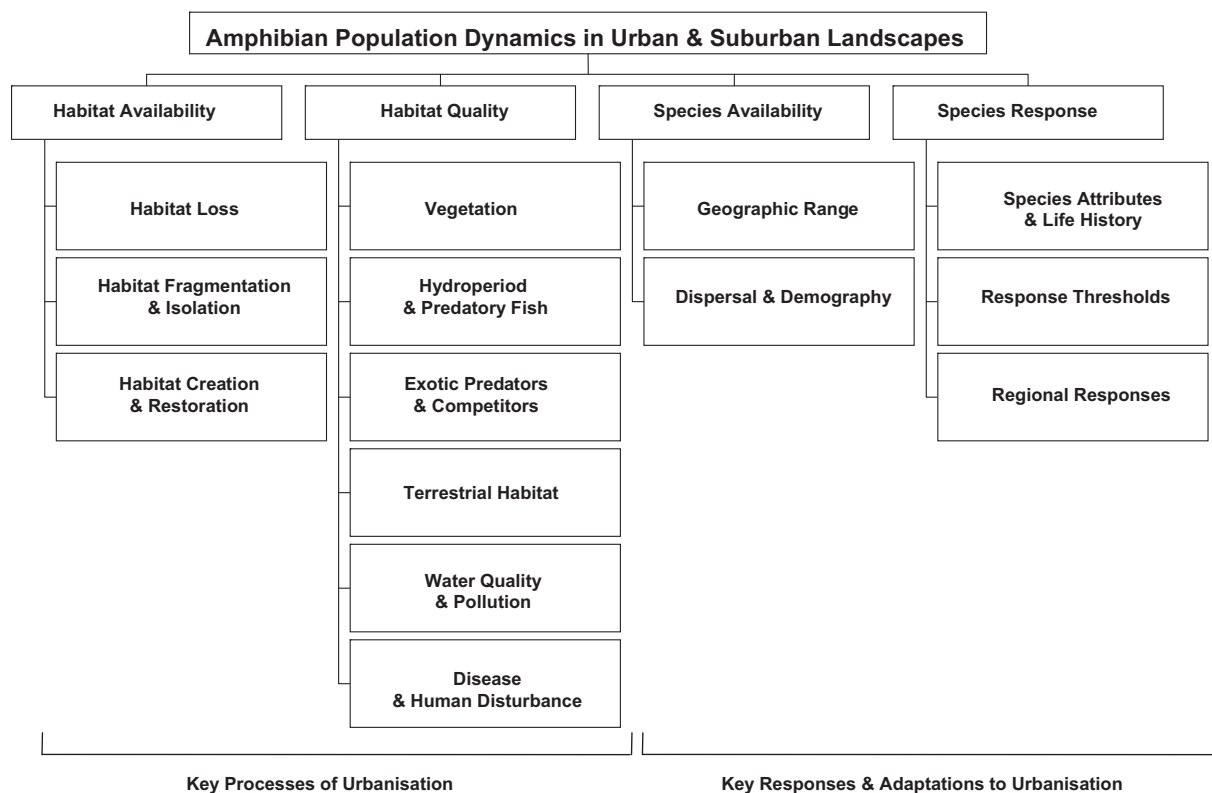 Amphibian Population Dynamics in Urban & Suburban Landscapes
Habitat Availability
Habitat Loss
Habitat Fragmentation
& Isolation
Habitat Creation
& Restoration
Habitat Quality
Vegetation
Hydroperiod
& Predatory Fish
Exotic Predators
& Competitors
Terrestrial Habitat
Water Quality
& Pollution
Disease
& Human Disturbance
Species Availability
Geographic Range
Dispersal & Demography
Species Response
Species Attributes
& Life History
Response Thresholds
Regional Responses
Key Processes of Urbanisation
Key Responses & Adaptations to Urbanisation